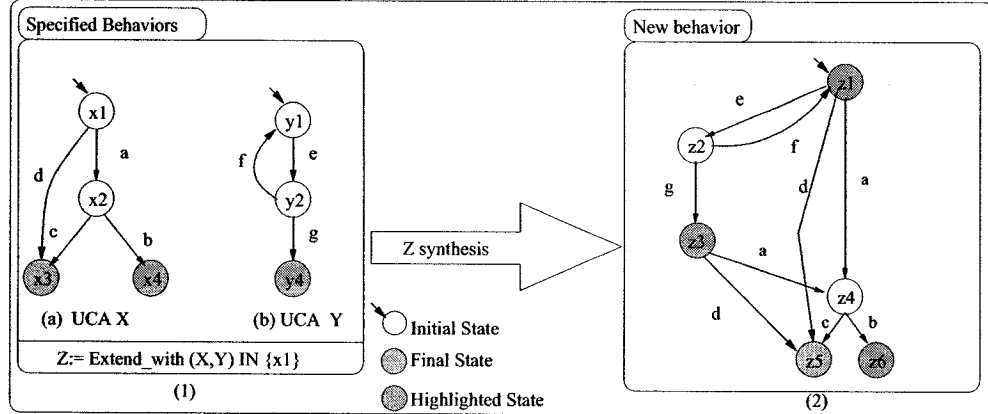 Specified Behaviors
x1
d
a
x2
c
b
x3
x4
(a) UCA X
y1
f
e
y2
g
y4
(b) UCA Y
Z:= Extend_with (X,Y) IN {x1}
(1)
Z synthesis
Initial State
Final State
Highlighted State
New behavior
z1
e
z2
f
d
a
g
z3
a
z4
d
c
b
z5
z6
(2)